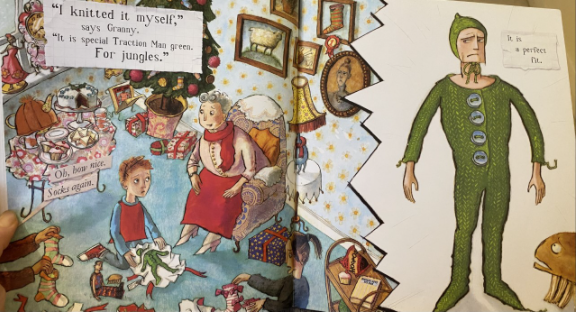 “I knitted it myself,”
says Granny.
“It is special Traction Man green.
For jungles.”
Oh, how nice.
Socks again.
It is
a perfect
fit.